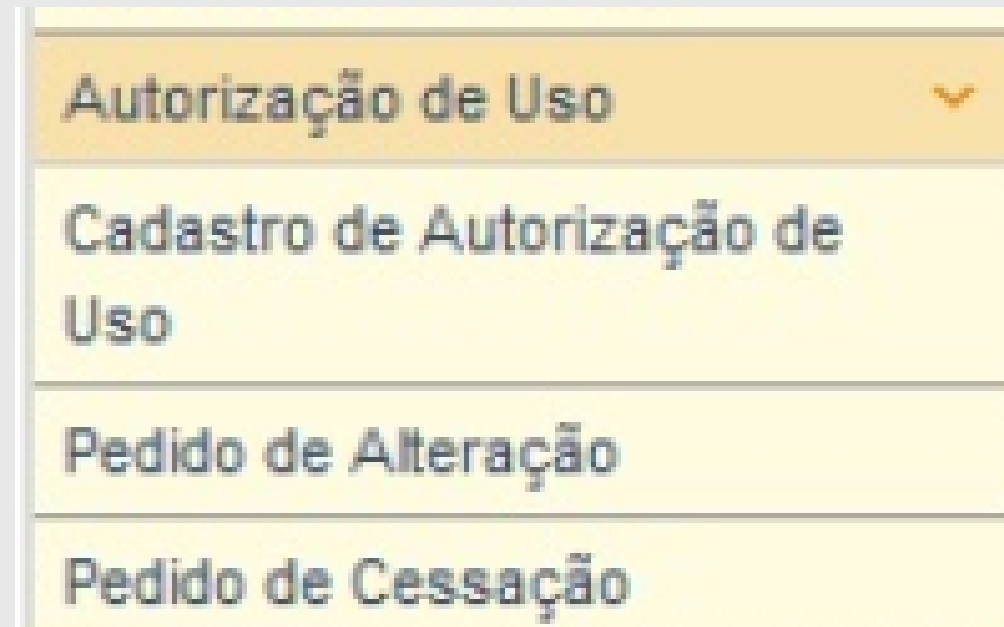 Autorização de Uso
Cadastro de Autorização de
Uso
Pedido de Alteração
Pedido de Cessação